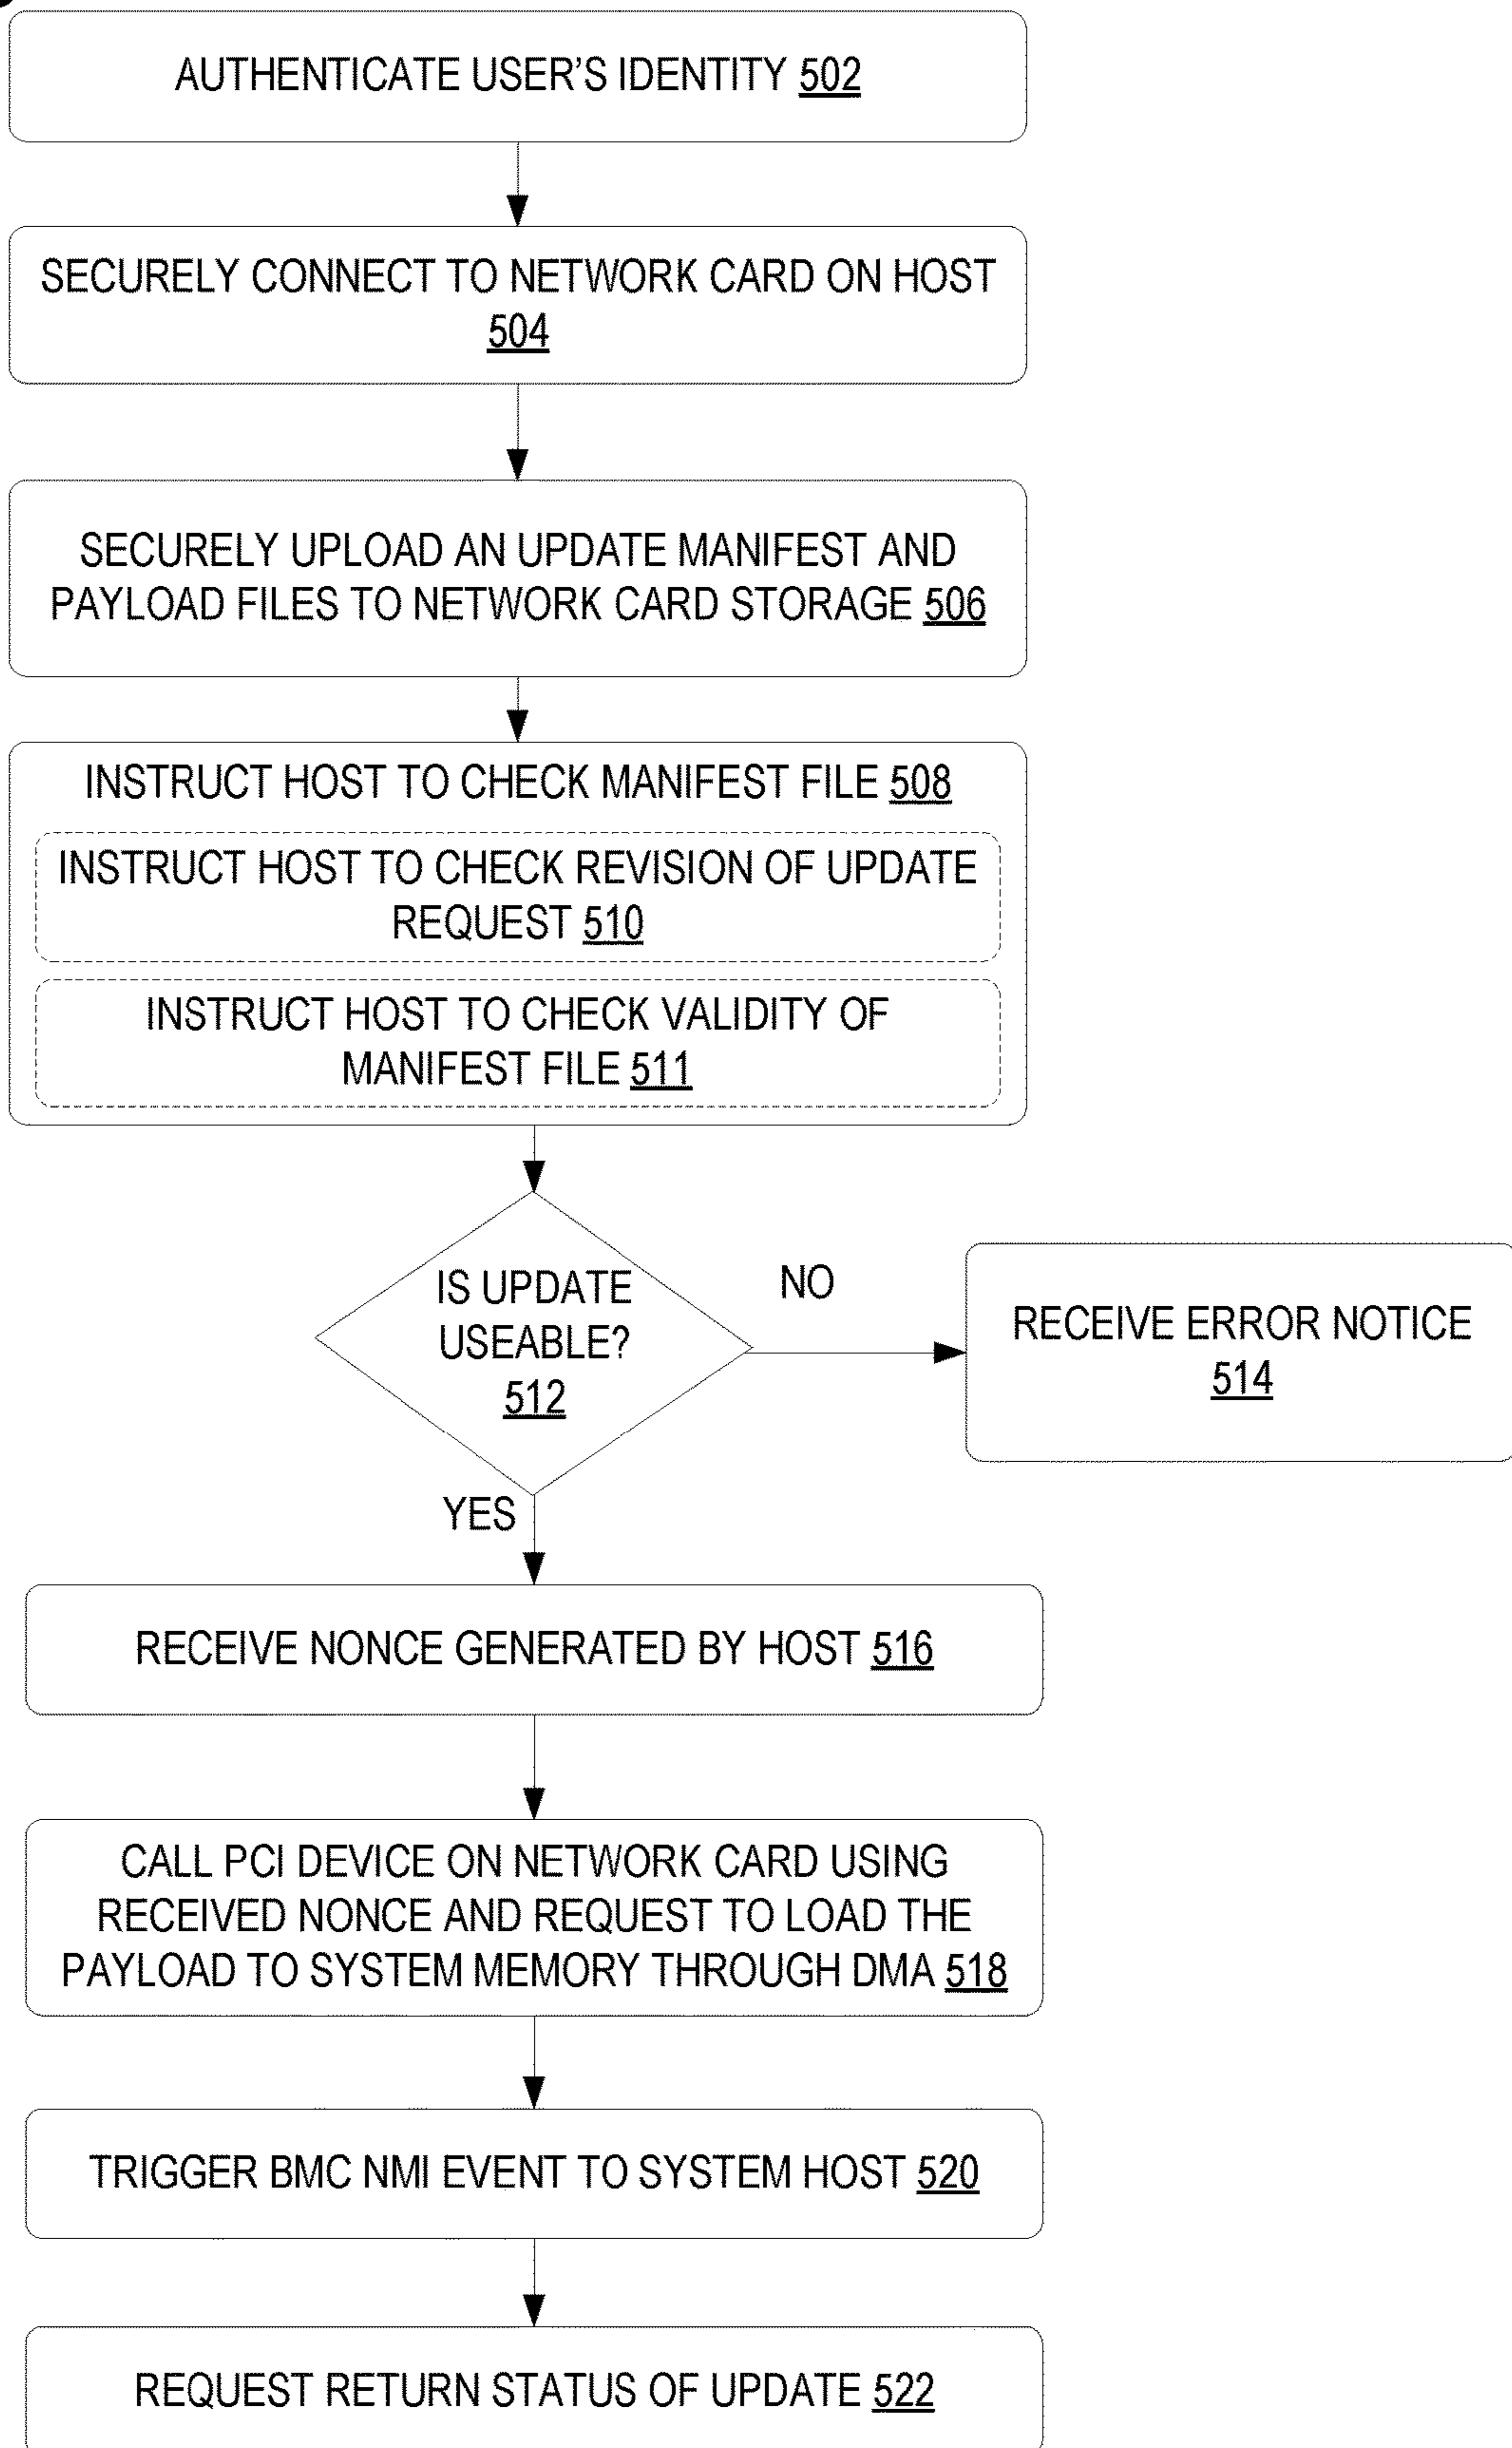 AUTHENTICATE USER'S IDENTITY 502
SECURELY CONNECT TO NETWORK CARD ON HOST
504
SECURELY UPLOAD AN UPDATE MANIFEST AND
PAYLOAD FILES TO NETWORK CARD STORAGE 506
INSTRUCT HOST TO CHECK MANIFEST FILE 508
INSTRUCT HOST TO CHECK REVISION OF UPDATE
REQUEST 510
INSTRUCT HOST TO CHECK VALIDITY OF
MANIFEST FILE 511
IS UPDATE
USEABLE?
512
NO
RECEIVE ERROR NOTICE
514
YES
RECEIVE NONCE GENERATED BY HOST 516
CALL PCI DEVICE ON NETWORK CARD USING
RECEIVED NONCE AND REQUEST TO LOAD THE
PAYLOAD TO SYSTEM MEMORY THROUGH DMA 518
TRIGGER BMC NMI EVENT TO SYSTEM HOST 520
REQUEST RETURN STATUS OF UPDATE 522